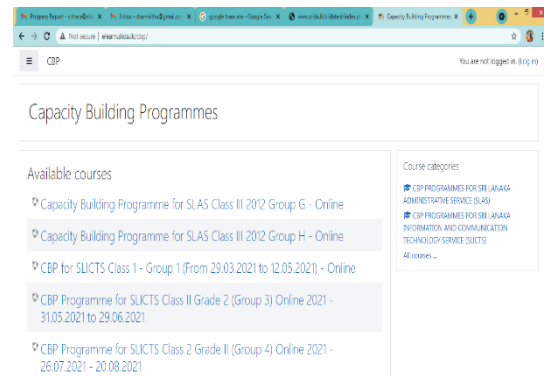 Not secure
CBP
You are not logged in. (Log in)
Capacity Building Programmes
Available courses
Capacity Building Programme for SLAS Class III 2012 Group G - Online
Capacity Building Programme for SLAS Class III 2012 Group H - Online
CBP for SLICTS Class 1 - Group 1 (From 29.03.2021 to 12.05.2021) - Online
CBP Programme for SLICTS Class II Grade 2 (Group 3) Online 2021 -
31.05.2021 to 29.06.2021
CBP Programme for SLICTS Class 2 Grade II (Group 4) Online 2021 -
26.07.2021 - 20.08.2021
Course categories
CBP PROGRAMMES FOR SRI LANAKA
ADMINISTRATIVE SERVICE (SLAS)
CBP PROGRAMMES FOR SRI LANAKA
INFORMATION AND COMMUNICATION
TECHNOLOGY SERVICE (SLICTS)
All courses ...